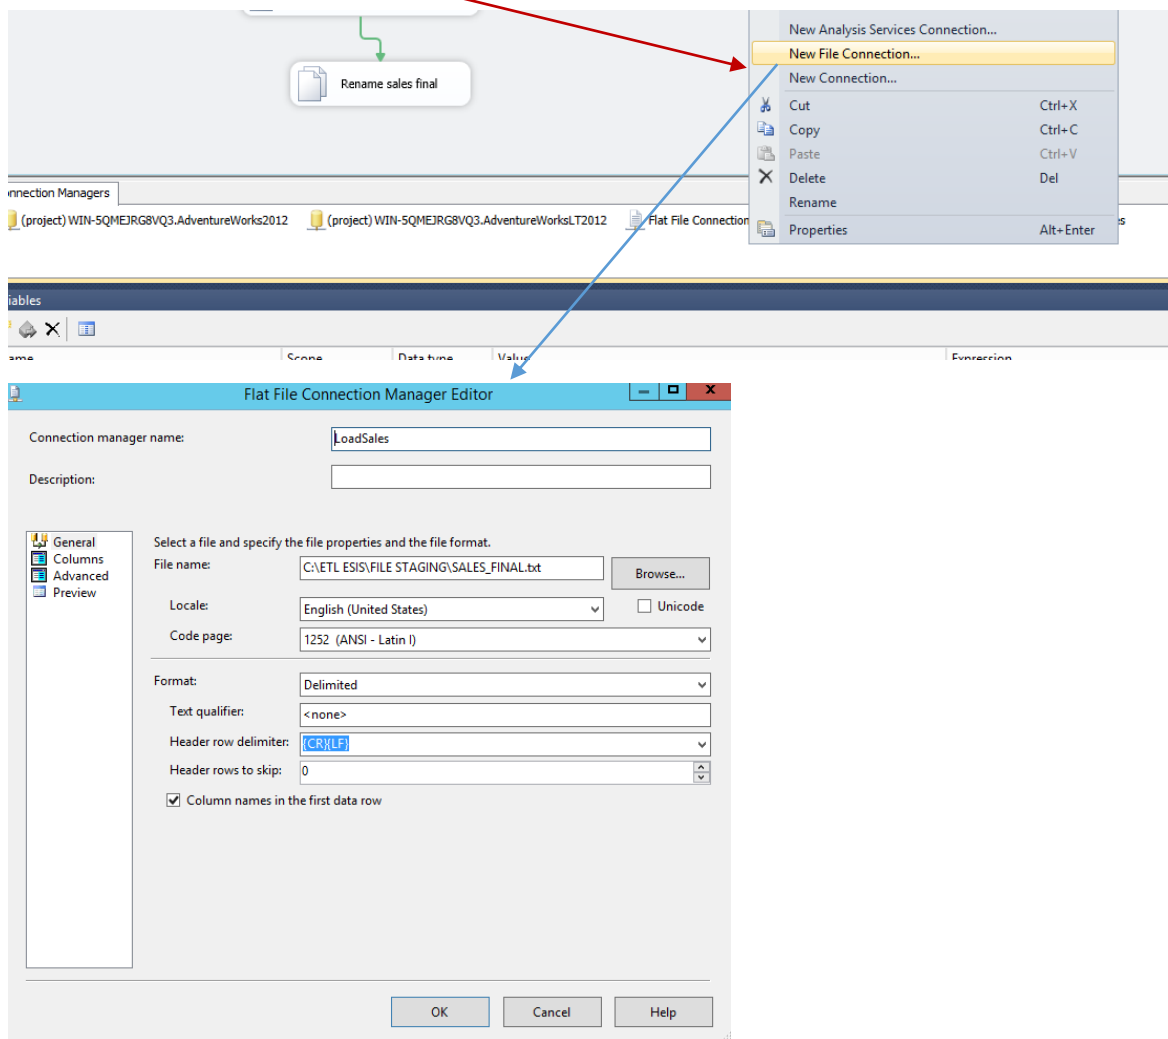 New Analysis Services Connection...
New File Connection...
Rename sales final
New Connection...
Cut Ctrl+X
Copy Ctrl+C
Paste Ctrl+V
Delete Del
Rename
Properties Alt+Enter
onnection Managers
(project) WIN-5QMEJRG8VQ3.AdventureWorks2012 (project) WIN-5QMEJRG8VQ3.AdventureWorksLT2012 Flat File Connection es
iables
ame Scope Data type Value Expression
Flat File Connection Manager Editor
Connection manager name: LoadSales
Description:
General
Columns
Advanced
Preview
Select a file and specify the file properties and the file format.
File name: C:\ETL ESIS\FILE STAGING\SALES_FINAL.txt Browse...
Locale: English (United States) Unicode
Code page: 1252 (ANSI - Latin I)
Format: Delimited
Text qualifier: <none>
Header row delimiter: {CR}{LF}
Header rows to skip: 0
Column names in the first data row
OK Cancel Help